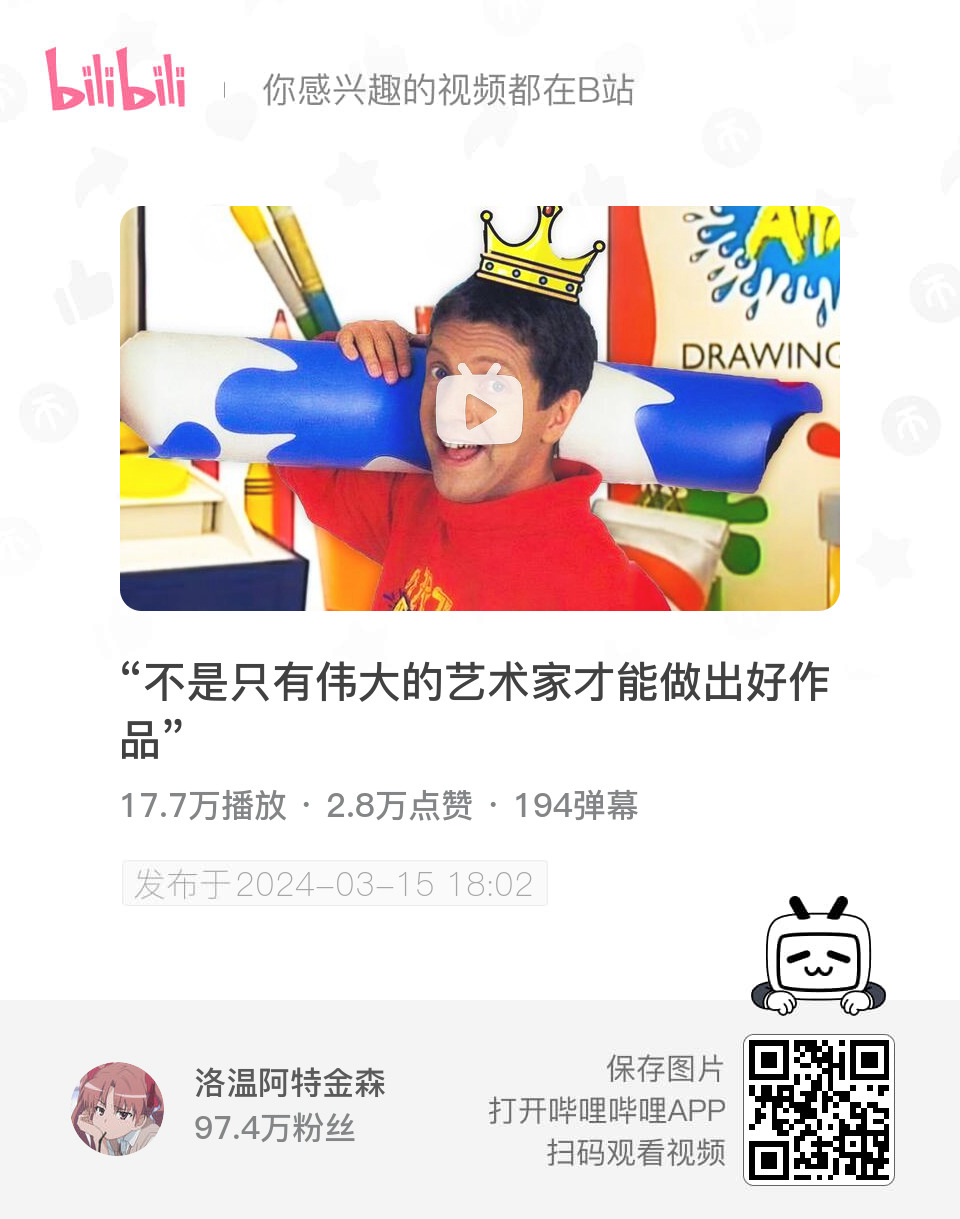 bilibili
你感兴趣的视频都在B站
DRAWING
“不是只有伟大的艺术家才能做出好作
品”
17.7万播放 · 2.8万点赞 · 194弹幕
发布于2024-03-15 18:02
洛温阿特金森
97.4万粉丝
保存图片
打开哔哩哔哩APP
扫码观看视频